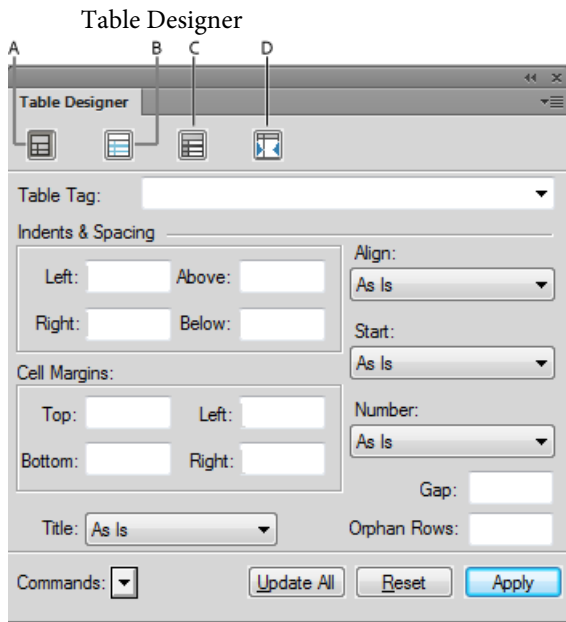 Table Designer
A B C D
Table Designer
Table Tag:
Indents & Spacing
Left: Above:
Right: Below:
Align:
As Is
Start:
As Is
Cell Margins:
Top: Left:
Bottom: Right:
Number:
As Is
Gap:
Title: As Is
Orphan Rows:
Commands: Update All Reset Apply